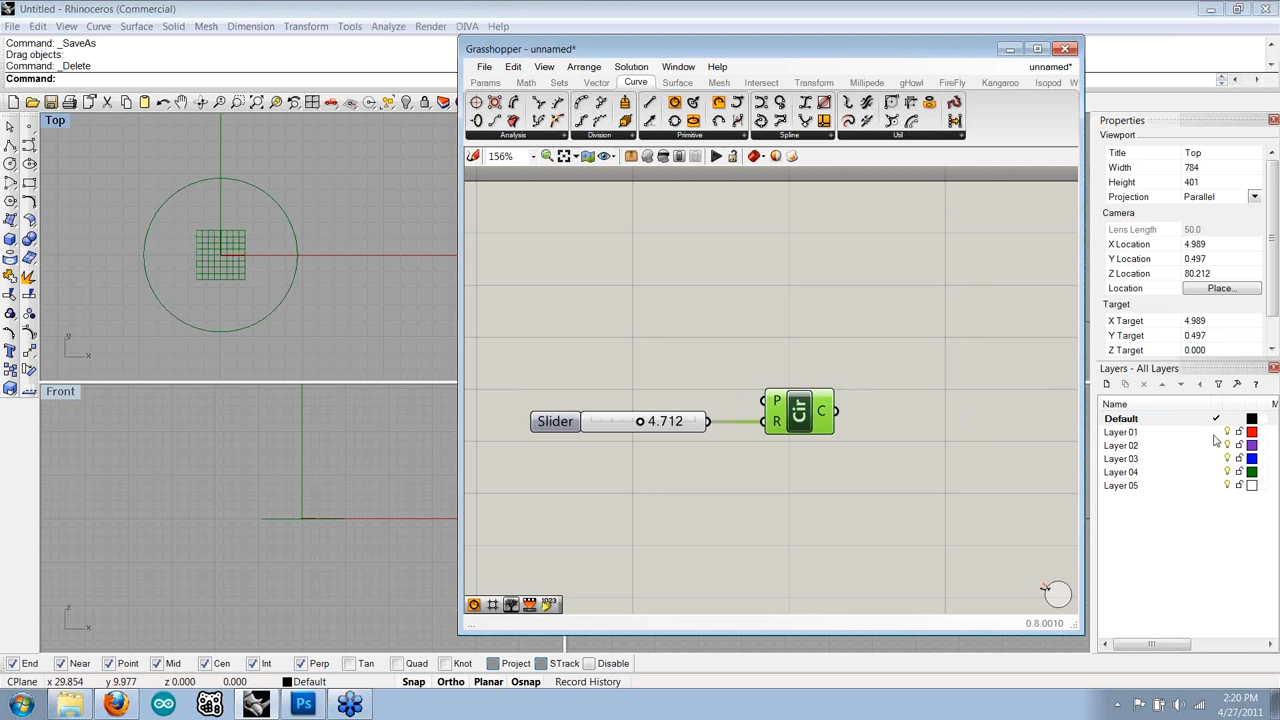 Untitled - Rhinoceros (Commercial)
File Edit View Curve Surface Solid Mesh Dimension Transform Tools Analyze Render DIVA Help
Command: _SaveAs
Drag objects:
Command: _Delete
Command:
Top
y
x
Front
z
x
Grasshopper - unnamed*
File Edit View Arrange Solution Window Help
unnamed*
Params Math Sets Vector Curve Surface Mesh Intersect Transform Millipede gHowl FireFly Kangaroo Isopod W
Analysis Division Primitive Spline Util
156%
Slider 4.712
P
R
Cir
C
...
0.8.0010
Properties
Viewport
Title Top
Width 784
Height 401
Projection Parallel
Camera
Lens Length 50.0
X Location 4.989
Y Location 0.497
Z Location 80.212
Location Place...
Target
X Target 4.989
Y Target 0.497
Z Target 0.000
Layers - All Layers
Name M
Default
Layer 01
Layer 02
Layer 03
Layer 04
Layer 05
End Near Point Mid Cen Int Perp Tan Quad Knot Project STrack Disable
CPlane x 29.854 y 9.977 z 0.000 0.000 Default Snap Ortho Planar Osnap Record History
2:20 PM
4/27/2011